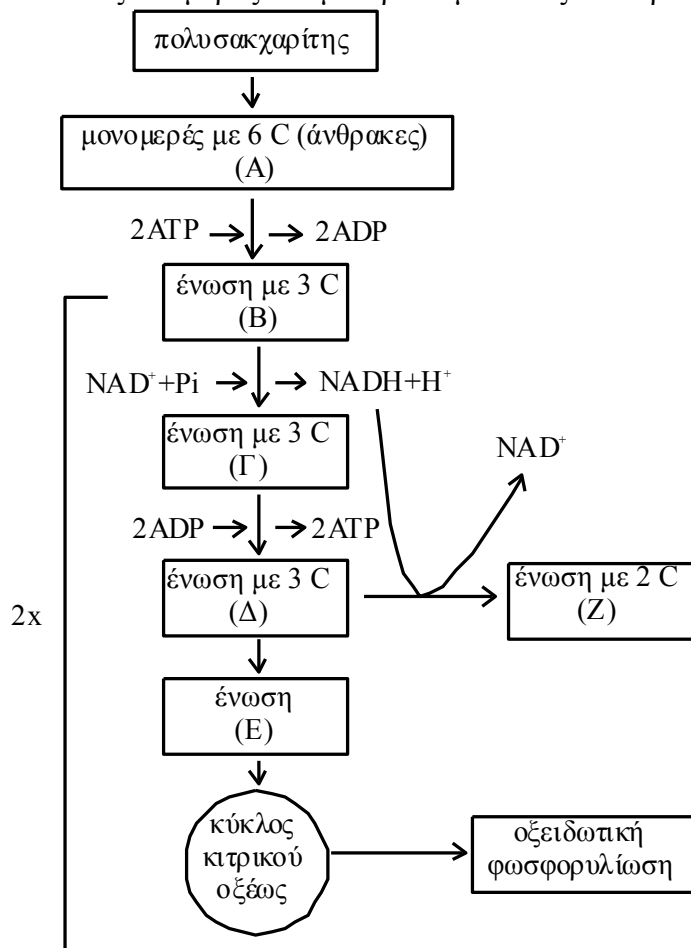 πολυσακχαρίτης
μονομερές με 6 C (άνθρακες)
(Α)
2ATP
2ADP
ένωση με 3 C
(Β)
NAD⁺+Pi
NADH+H⁺
ένωση με 3 C
(Γ)
NAD⁺
2ADP
2ATP
ένωση με 3 C
(Δ)
ένωση με 2 C
(Ζ)
2x
ένωση
(Ε)
κύκλος
κιτρικού
οξέως
οξειδωτική
φωσφορυλίωση